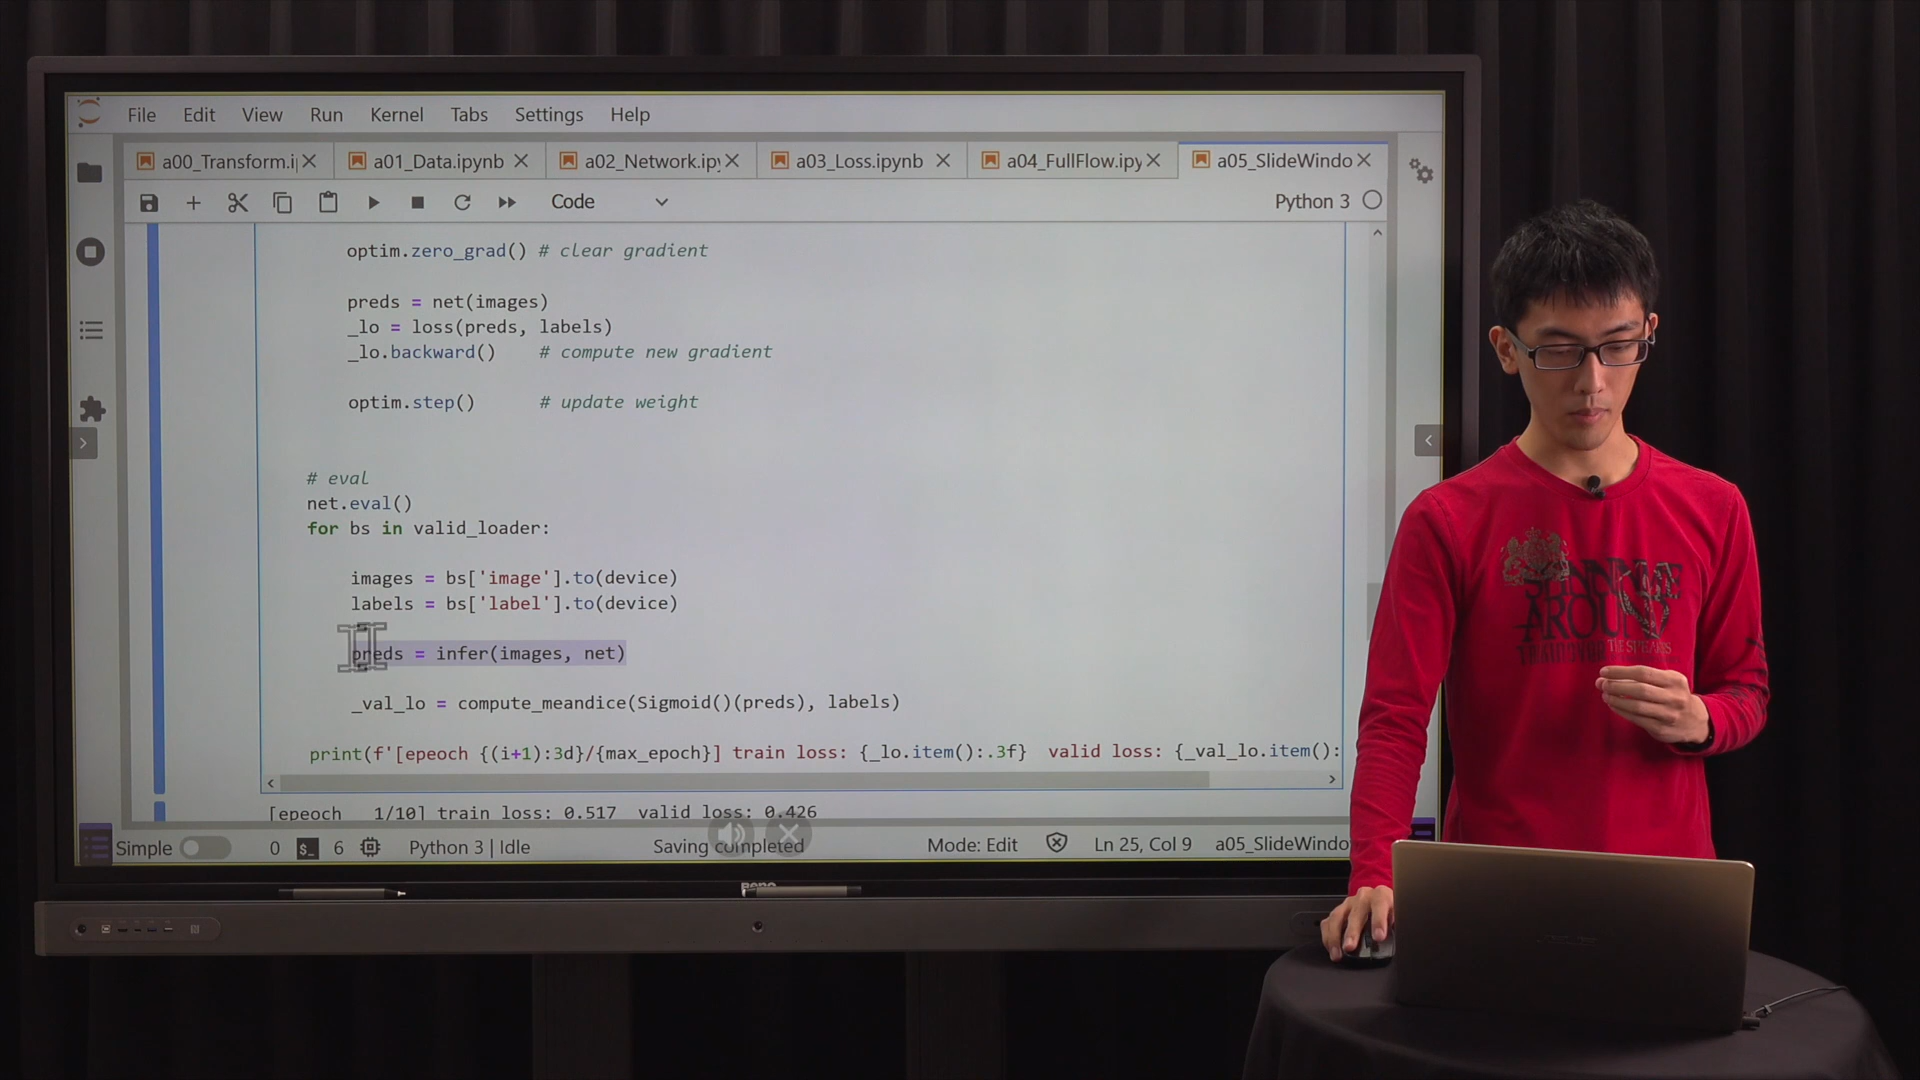 File Edit View Run Kernel Tabs Settings Help
a00_Transform.i a01_Data.ipynb a02_Network.ipy a03_Loss.ipynb a04_FullFlow.ipy a05_SlideWindo
Code Python 3
optim.zero_grad() # clear gradient
preds = net(images)
_lo = loss(preds, labels)
_lo.backward() # compute new gradient
optim.step() # update weight
# eval
net.eval()
for bs in valid_loader:
images = bs['image'].to(device)
labels = bs['label'].to(device)
preds = infer(images, net)
_val_lo = compute_meandice(Sigmoid()(preds), labels)
print(f'[epeoch {(i+1):3d}/{max_epoch}] train loss: {_lo.item():.3f} valid loss: {_val_lo.item():
[epeoch 1/10] train loss: 0.517 valid loss: 0.426
Simple 0 $_ 6 Python 3 | Idle Saving completed Mode: Edit Ln 25, Col 9 a05_SlideWindo
AROUND
THE SPEAKES